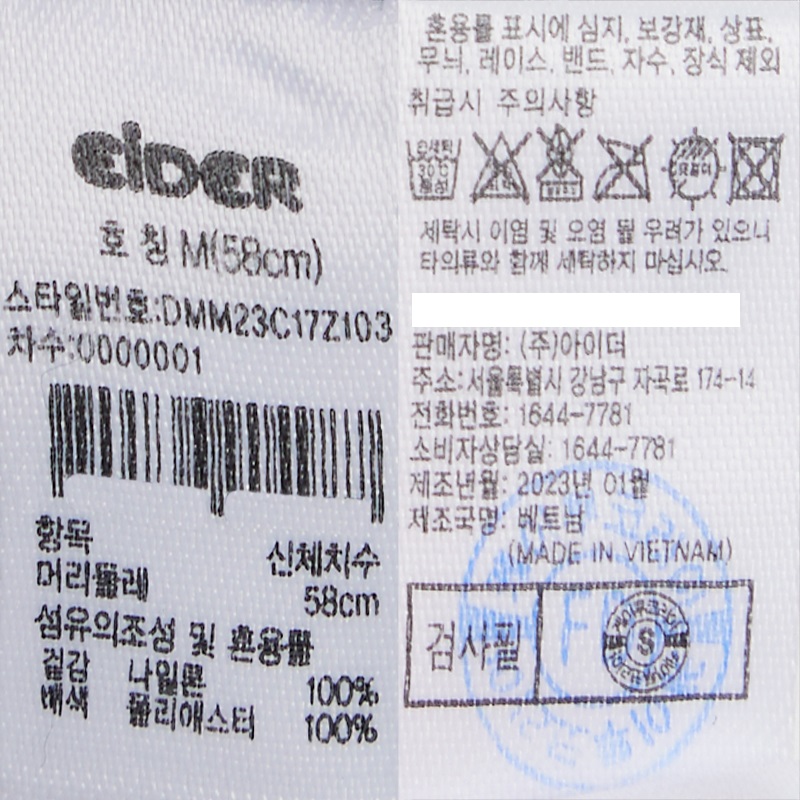 eiDER
호 칭 M(58cm)
스타일번호:DMM23C17Z103
차수:0000001
항목 신체치수
머리둘레 58cm
섬유의조성 및 혼용률
겉감 나일론 100%
배색 폴리에스터 100%
혼용률 표시에 심지, 보강재, 상표,
무늬, 레이스, 밴드, 자수, 장식 제외
취급시 주의사항
손세탁
30℃
중성
세탁시 이염 및 오염 될 우려가 있으니
타의류와 함께 세탁하지 마십시오.
판매자명: (주)아이더
주소:서울특별시 강남구 자곡로 174-14
전화번호: 1644-7781
소비자상담실: 1644-7781
제조년월: 2023년 01월
제조국명: 베트남
(MADE IN VIETNAM)
검사필
S